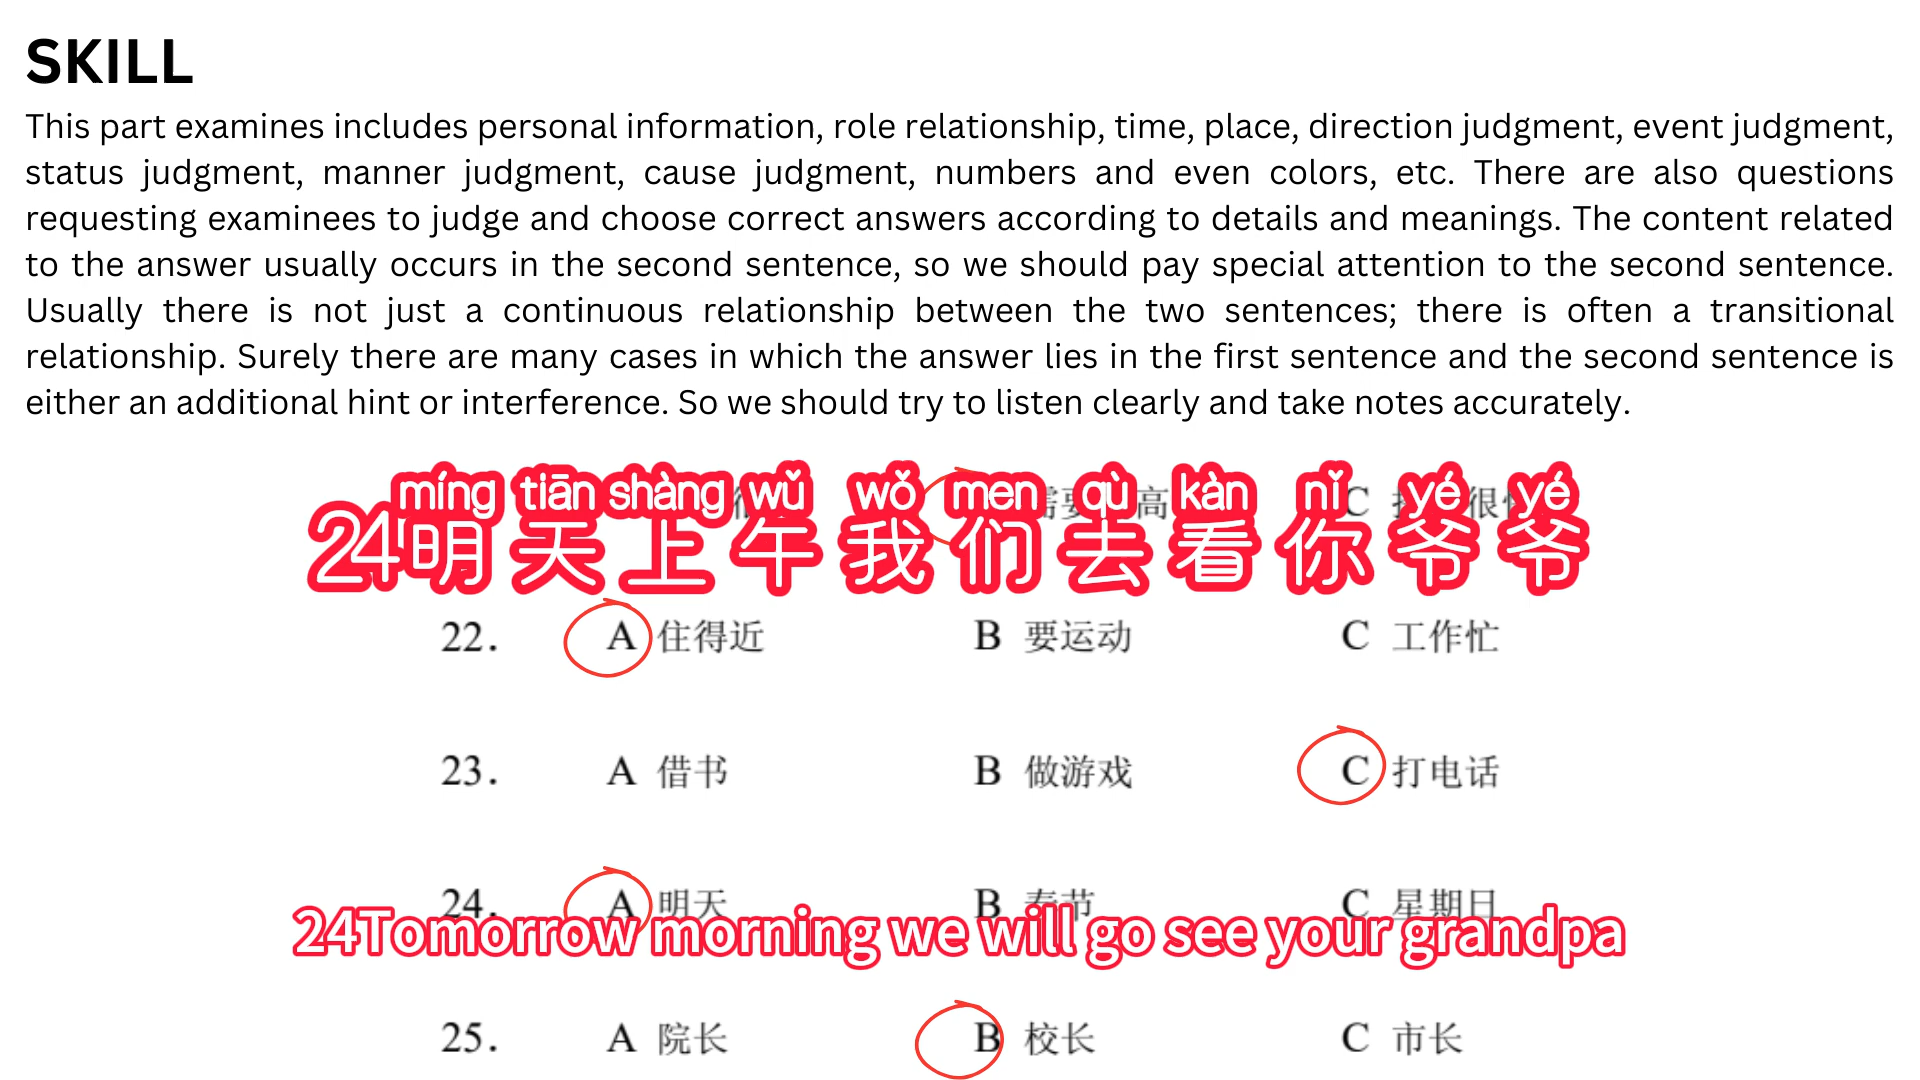 SKILL
This part examines includes personal information, role relationship, time, place, direction judgment, event judgment,
status judgment, manner judgment, cause judgment, numbers and even colors, etc. There are also questions
requesting examinees to judge and choose correct answers according to details and meanings. The content related
to the answer usually occurs in the second sentence, so we should pay special attention to the second sentence.
Usually there is not just a continuous relationship between the two sentences; there is often a transitional
relationship. Surely there are many cases in which the answer lies in the first sentence and the second sentence is
either an additional hint or interference. So we should try to listen clearly and take notes accurately.
míng tiān shàng wǔ wǒ men qù kàn nǐ yé yé
24明天上午我们去看你爷爷
C
22. A 住得近 B 要运动 C 工作忙
23. A 借书 B 做游戏 C 打电话
24. A 明天 B 春节 C 星期日
24Tomorrow morning we will go see your grandpa
25. A 院长 B 校长 C 市长